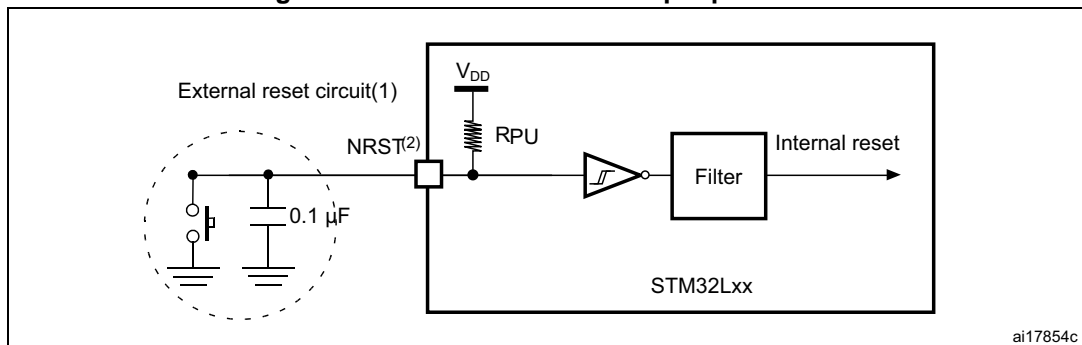 External reset circuit(1)
NRST(2)
0.1 µF
VDD
RPU
Filter
Internal reset
STM32Lxx
ai17854c